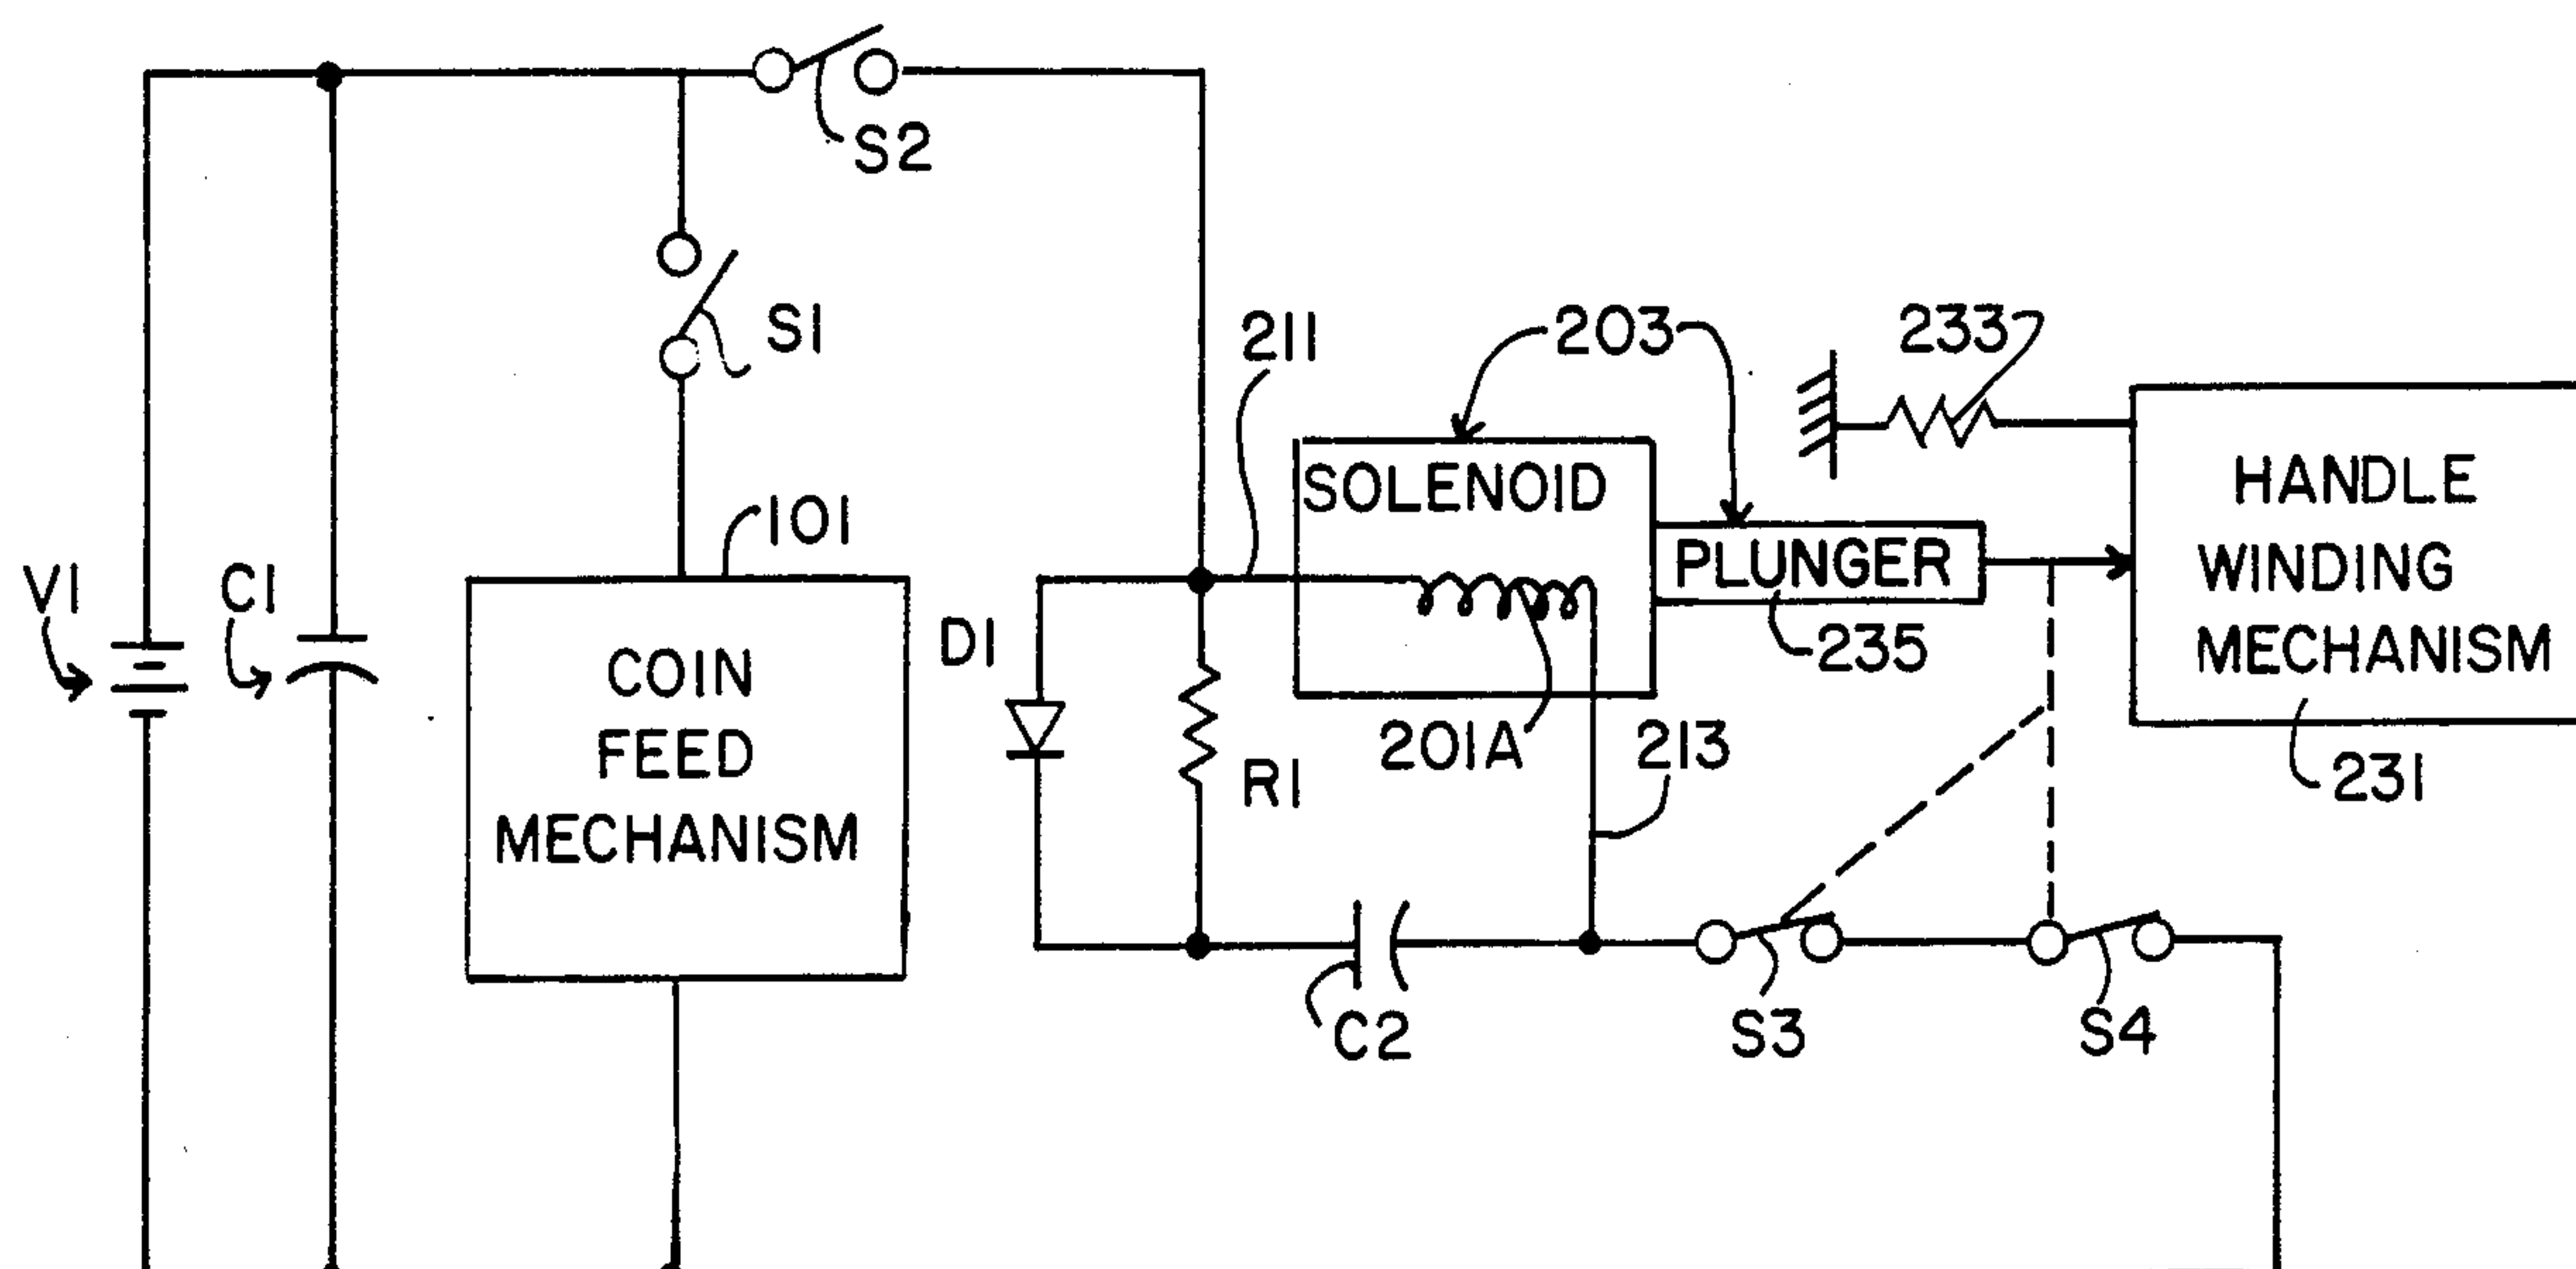 S2
S1
211
203
233
101
SOLENOID
HANDLE
WINDING
MECHANISM
PLUNGER
V1
C1
D1
235
COIN
FEED
MECHANISM
201A
213
R1
231
C2
S3
S4